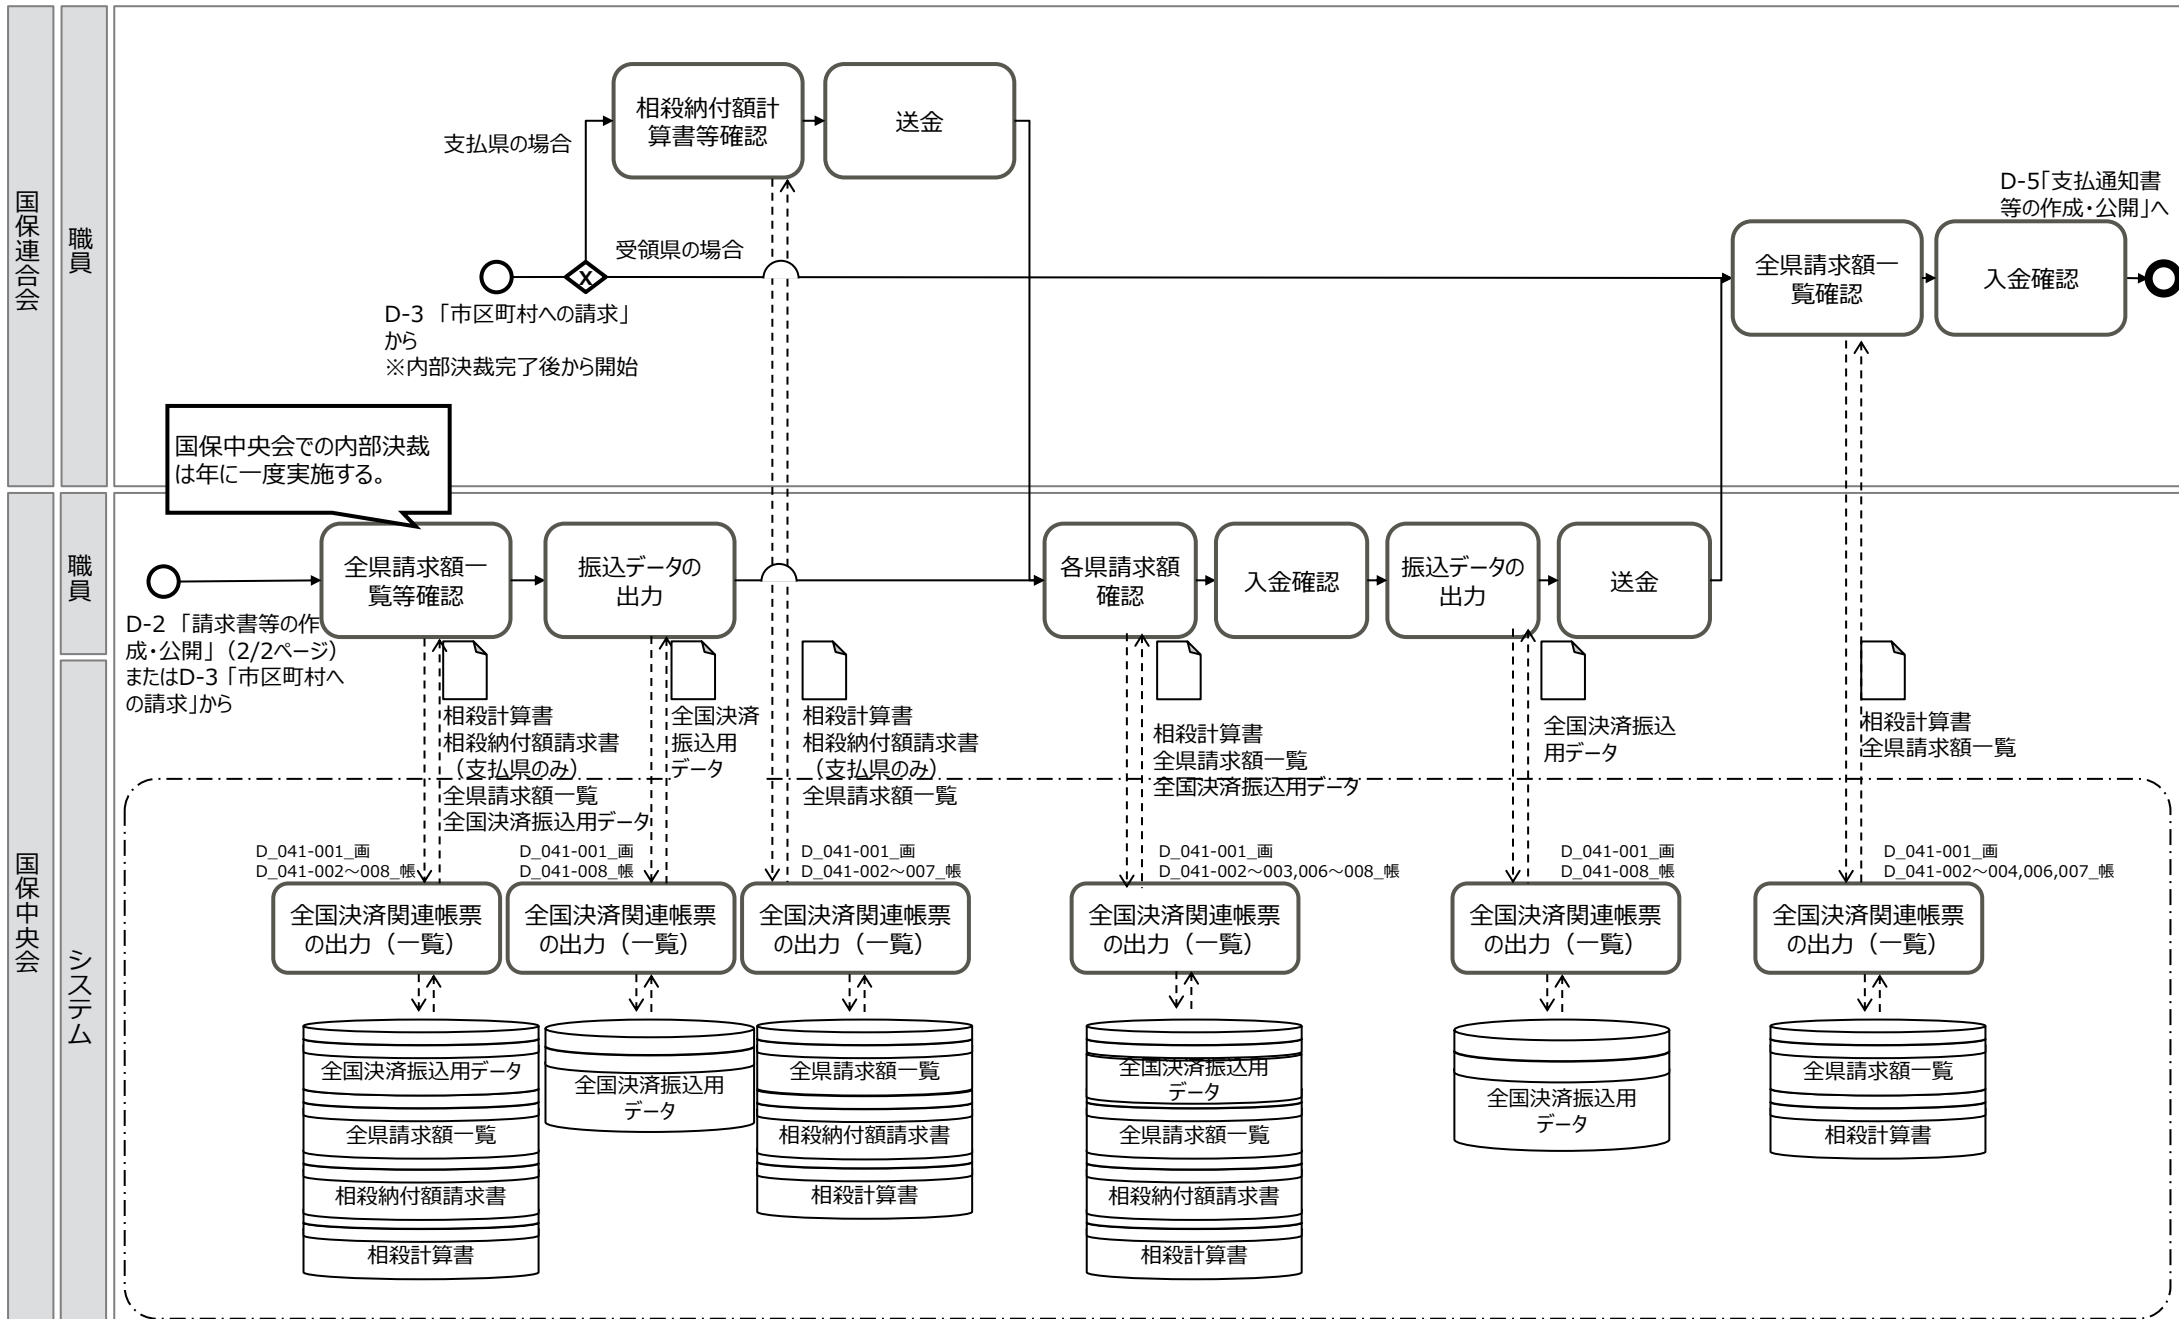 国保連合会
職員
相殺納付額計
算書等確認
送金
支払県の場合
受領県の場合
X
D-3 「市区町村への請求」
から
※内部決裁完了後から開始
D-5「支払通知書
等の作成・公開」へ
全県請求額一
覧確認
入金確認
国保中央会での内部決裁
は年に一度実施する。
国保中央会
職員
システム
D-2 「請求書等の作
成・公開」（2/2ページ）
またはD-3「市区町村へ
の請求」から
全県請求額一
覧等確認
振込データの
出力
各県請求額
確認
入金確認
振込データの
出力
送金
相殺計算書
相殺納付額請求書
（支払県のみ）
全県請求額一覧
全国決済振込用データ
全国決済
振込用
データ
相殺計算書
相殺納付額請求書
（支払県のみ）
全県請求額一覧
相殺計算書
全県請求額一覧
全国決済振込用データ
全国決済振込
用データ
相殺計算書
全県請求額一覧
D_041-001_画
D_041-002～008_帳
D_041-001_画
D_041-008_帳
D_041-001_画
D_041-002～007_帳
D_041-001_画
D_041-002～003,006～008_帳
D_041-001_画
D_041-008_帳
D_041-001_画
D_041-002～004,006,007_帳
全国決済関連帳票
の出力（一覧）
全国決済関連帳票
の出力（一覧）
全国決済関連帳票
の出力（一覧）
全国決済関連帳票
の出力（一覧）
全国決済関連帳票
の出力（一覧）
全国決済関連帳票
の出力（一覧）
全国決済振込用データ
全県請求額一覧
相殺納付額請求書
相殺計算書
全国決済振込用
データ
全県請求額一覧
相殺納付額請求書
相殺計算書
全国決済振込用
データ
全県請求額一覧
相殺納付額請求書
相殺計算書
全国決済振込用
データ
全県請求額一覧
相殺計算書